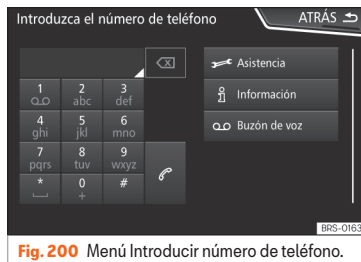 Introduzca el número de teléfono
ATRÁS
Asistencia
Información
Buzón de voz
1
2
abc
3
def
4
ghi
5
jkl
6
mno
7
pqrs
8
tuv
9
wxyz
*
0
+
#
BRS-0163
Fig. 200 Menú Introducir número de teléfono.